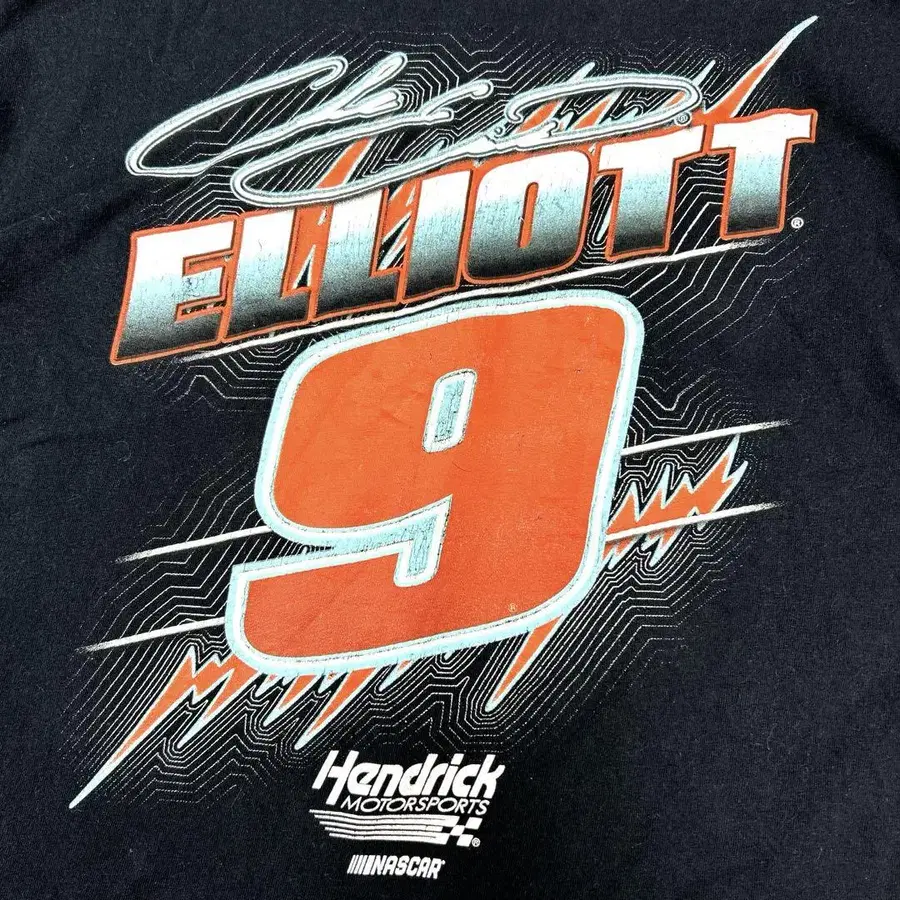 ELLIOTT®
9
®
Hendrick
MOTORSPORTS
®
NASCAR